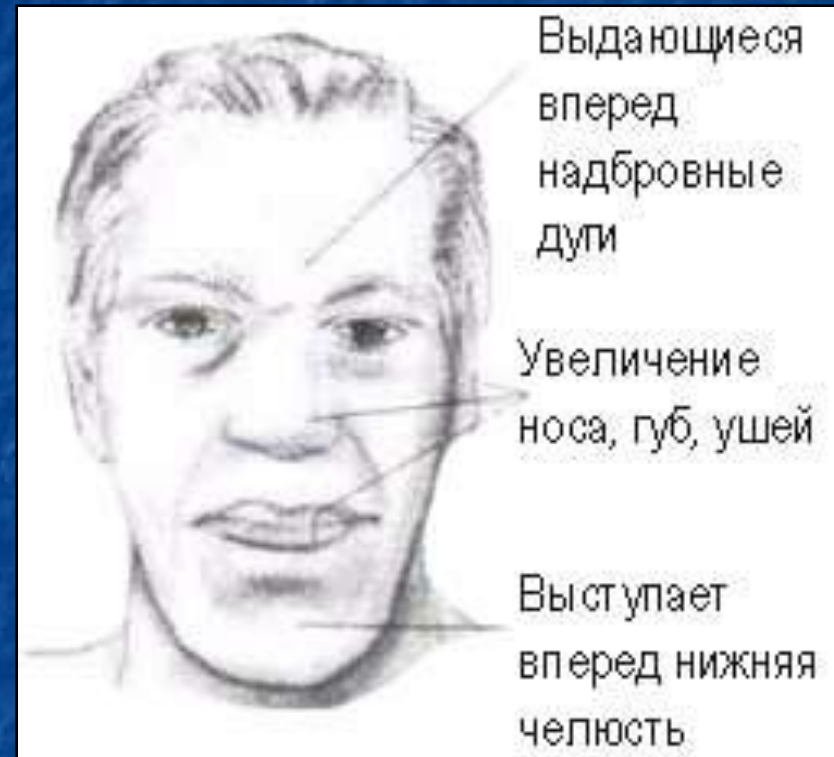 Выдающиеся
вперед
надбровные
дуги
Увеличение
носа, губ, ушей
Выступает
вперед нижняя
челюсть